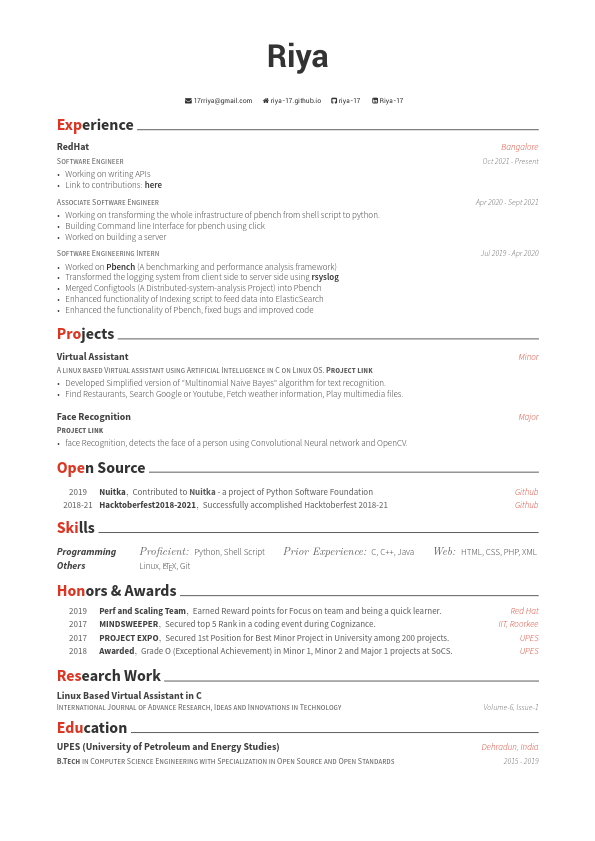 Riya
17rriya@gmail.com riya-17.github.io riya-17 Riya-17
Experience
RedHat Bangalore
Software Engineer Oct 2021 - Present
• Working on writing APIs
• Link to contributions: here
Associate Software Engineer Apr 2020 - Sept 2021
• Working on transforming the whole infrastructure of pbench from shell script to python.
• Building Command line Interface for pbench using click
• Worked on building a server
Software Engineering Intern Jul 2019 - Apr 2020
• Worked on Pbench (A benchmarking and performance analysis framework)
• Transformed the logging system from client side to server side using rsyslog
• Merged Configtools (A Distributed-system-analysis Project) into Pbench
• Enhanced functionality of Indexing script to feed data into ElasticSearch
• Enhanced the functionality of Pbench, fixed bugs and improved code
Projects
Virtual Assistant Minor
A linux based Virtual assistant using Artificial Intelligence in C on Linux OS. Project link
• Developed Simplified version of "Multinomial Naive Bayes" algorithm for text recognition.
• Find Restaurants, Search Google or Youtube, Fetch weather information, Play multimedia files.
Face Recognition Major
Project link
• face Recognition, detects the face of a person using Convolutional Neural network and OpenCV.
Open Source
2019 Nuitka, Contributed to Nuitka - a project of Python Software Foundation Github
2018-21 Hacktoberfest2018-2021, Successfully accomplished Hacktoberfest 2018-21 Github
Skills
Programming Proficient: Python, Shell Script Prior Experience: C, C++, Java Web: HTML, CSS, PHP, XML
Others Linux, LaTeX, Git
Honors & Awards
2019 Perf and Scaling Team, Earned Reward points for Focus on team and being a quick learner. Red Hat
2017 MINDSWEEPER, Secured top 5 Rank in a coding event during Cognizance. IIT, Roorkee
2017 PROJECT EXPO, Secured 1st Position for Best Minor Project in University among 200 projects. UPES
2018 Awarded, Grade O (Exceptional Achievement) in Minor 1, Minor 2 and Major 1 projects at SoCS. UPES
Research Work
Linux Based Virtual Assistant in C
International Journal of Advance Research, Ideas and Innovations in Technology Volume-6, Issue-1
Education
UPES (University of Petroleum and Energy Studies) Dehradun, India
B.Tech in Computer Science Engineering with Specialization in Open Source and Open Standards 2015 - 2019